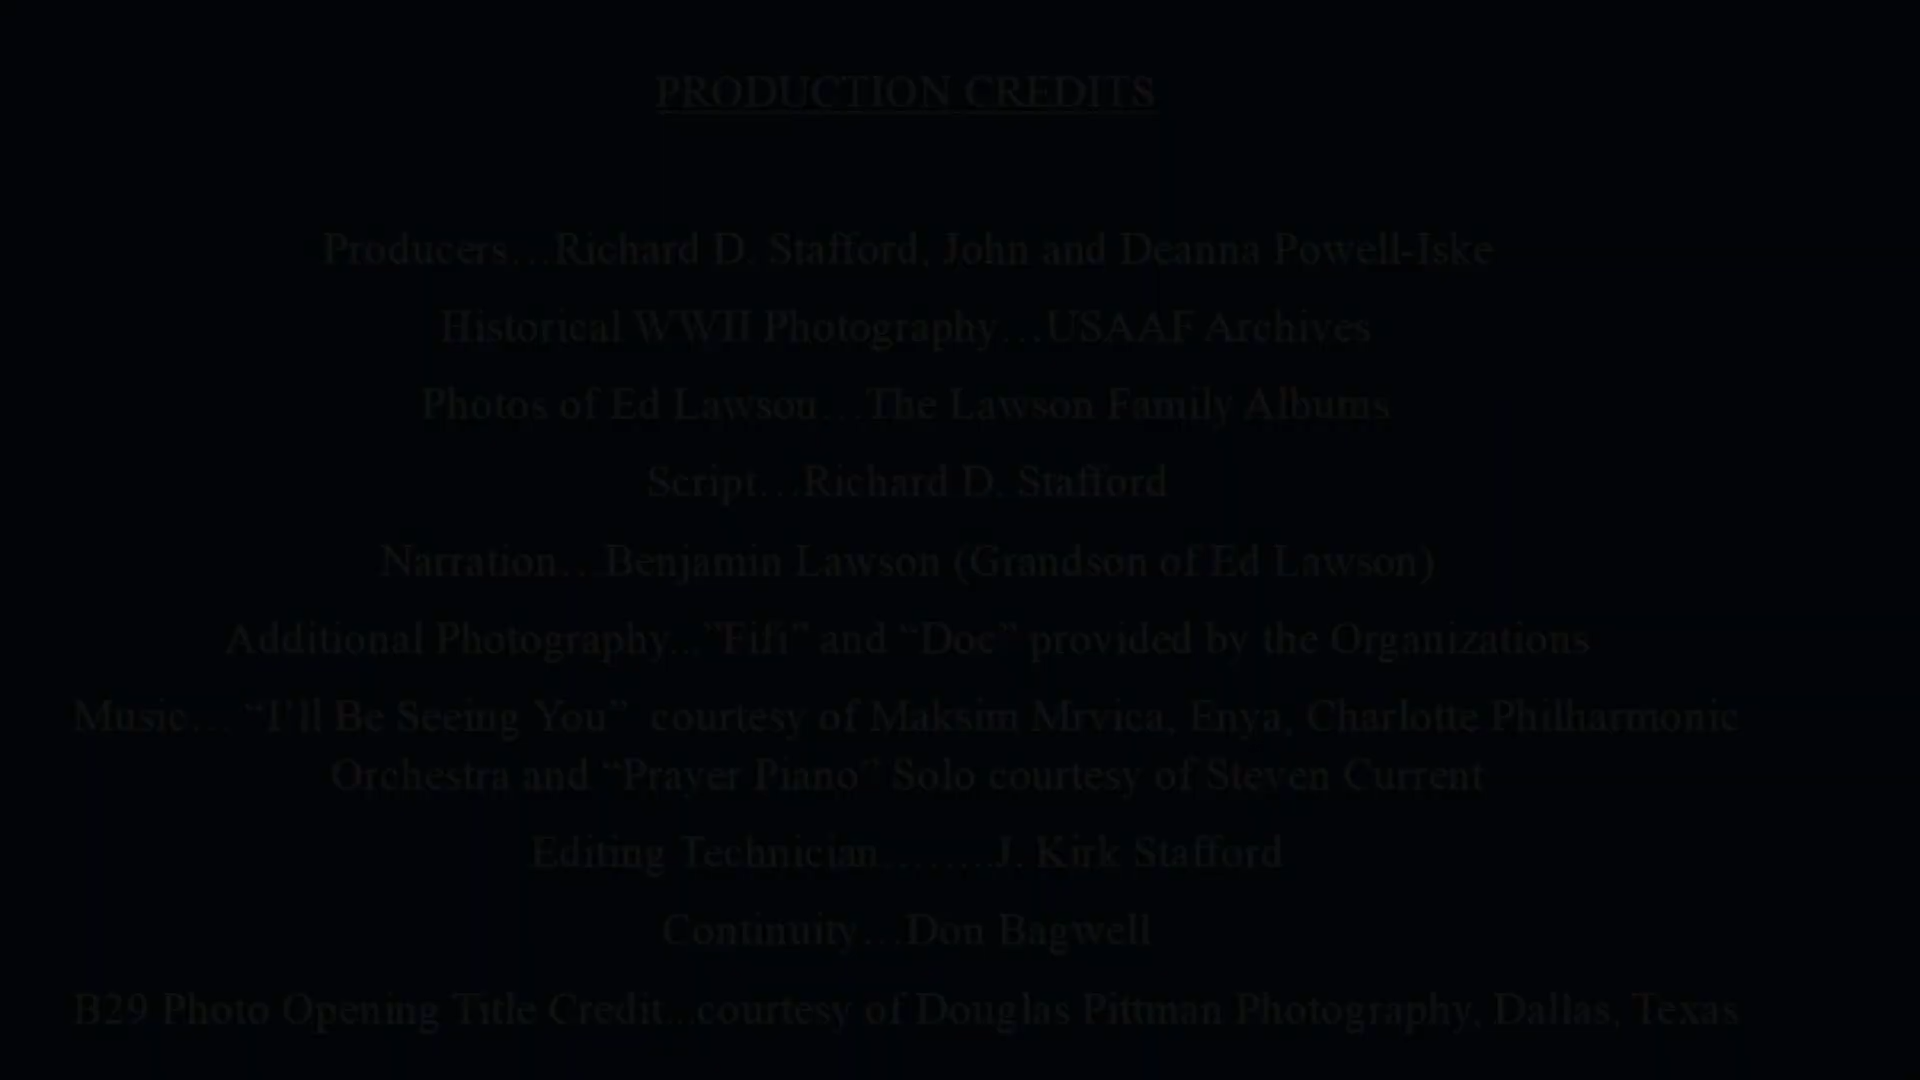 PRODUCTION CREDITS
Producers…Richard D. Stafford, John and Deanna Powell-Iske
Historical WWII Photography…USAAF Archives
Photos of Ed Lawson…The Lawson Family Albums
Script…Richard D. Stafford
Narration…Benjamin Lawson (Grandson of Ed Lawson)
Additional Photography...”Fifi” and “Doc” provided by the Organizations
Music… “I’ll Be Seeing You” courtesy of Maksim Mrvica, Enya, Charlotte Philharmonic
Orchestra and “Prayer Piano” Solo courtesy of Steven Current
Editing Technician………J. Kirk Stafford
Continuity…Don Bagwell
B29 Photo Opening Title Credit...courtesy of Douglas Pittman Photography, Dallas, Texas